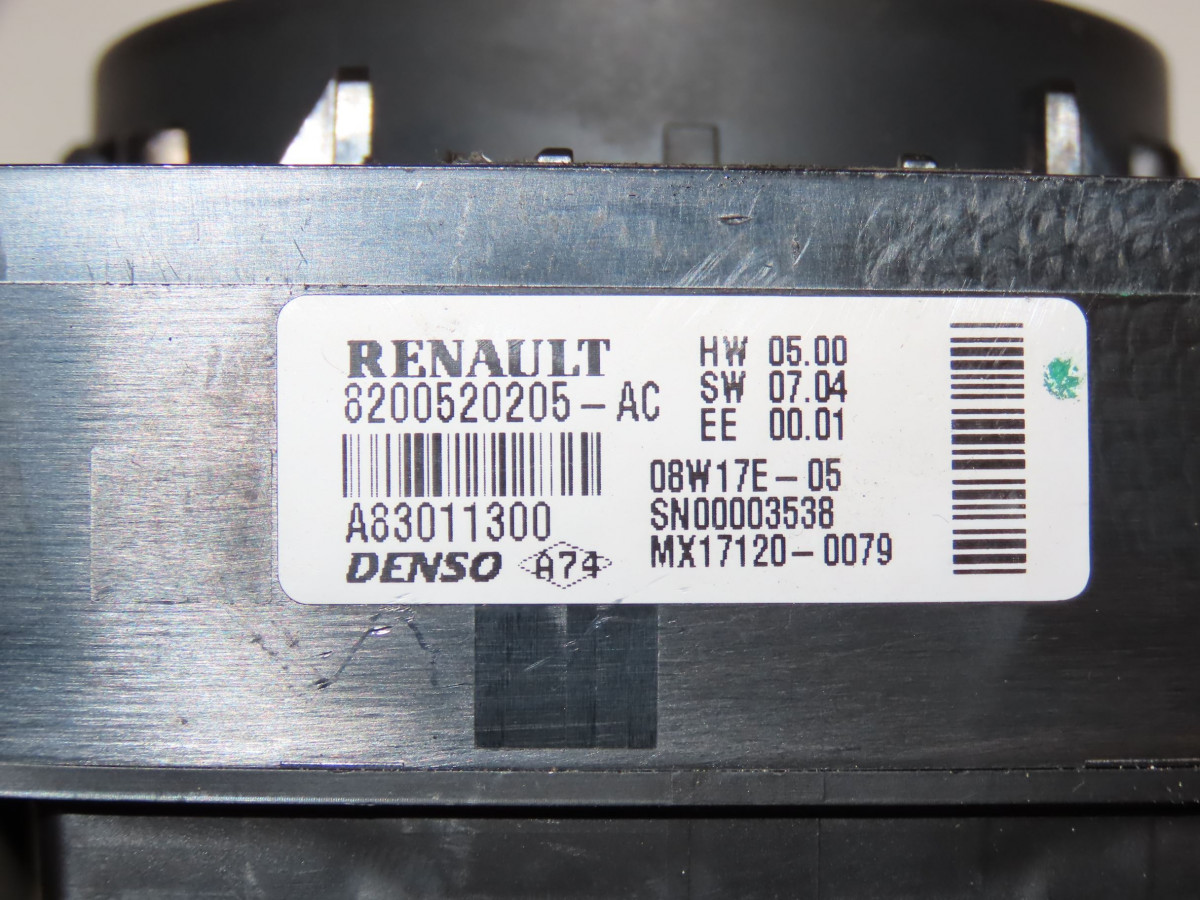 RENAULT
8200520205-AC
A83011300
DENSO A74
HW 05.00
SW 07.04
EE 00.01
08W17E-05
SN00003538
MX17120-0079